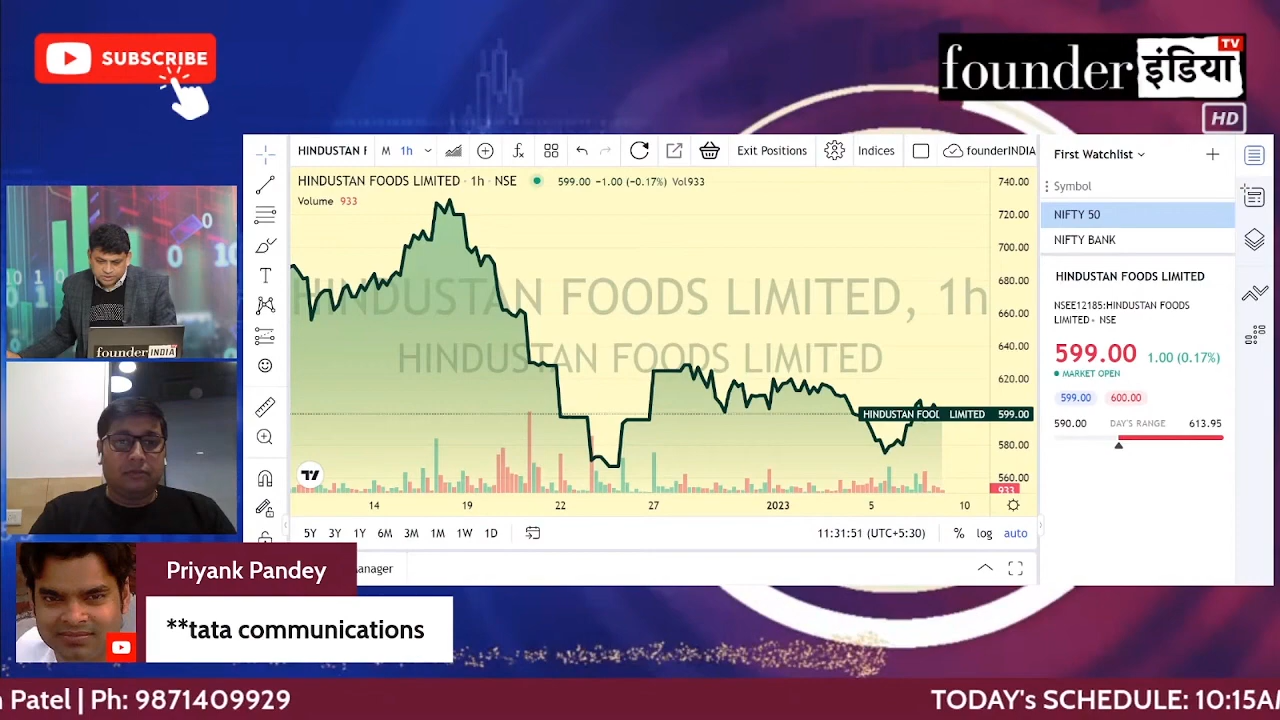 SUBSCRIBE
founder इंडिया TV
HD
HINDUSTAN F M 1h Exit Positions Indices founderINDIA
HINDUSTAN FOODS LIMITED · 1h · NSE 599.00 −1.00 (−0.17%) Vol933
Volume 933
HINDUSTAN FOODS LIMITED, 1h
HINDUSTAN FOODS LIMITED
740.00
720.00
700.00
680.00
660.00
640.00
620.00
HINDUSTAN FOOL LIMITED 599.00
580.00
560.00
933
14 19 22 27 2023 5 10
5Y 3Y 1Y 6M 3M 1M 1W 1D 11:31:51 (UTC+5:30) % log auto
anager
First Watchlist
Symbol
NIFTY 50
NIFTY BANK
HINDUSTAN FOODS LIMITED
NSEE12185:HINDUSTAN FOODS
LIMITED • NSE
599.00 1.00 (0.17%)
MARKET OPEN
599.00 600.00
590.00 DAY'S RANGE 613.95
founder INDIA
Priyank Pandey
**tata communications
Patel | Ph: 9871409929 TODAY's SCHEDULE: 10:15A